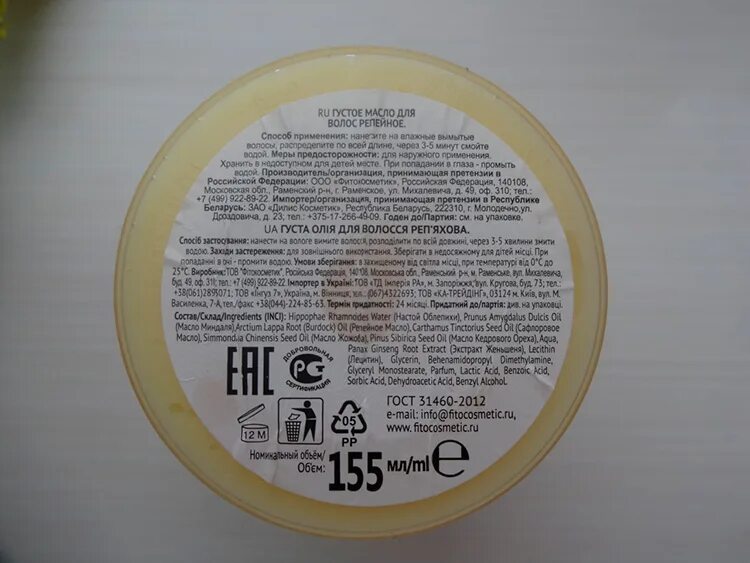 RU ГУСТОЕ МАСЛО ДЛЯ
ВОЛОС РЕПЕЙНОЕ.
Способ применения: нанесите на влажные вымытые
волосы, распределите по всей длине, через 3-5 минут смойте
водой. Меры предосторожности: для наружного применения.
Хранить в недоступном для детей месте. При попадании в глаза - промыть
водой. Производитель/организация, принимающая претензии в
Российской Федерации: ООО «Фитокосметик», Российская Федерация, 140108,
Московская обл., Раменский р-н, г. Раменское, ул. Михалевича, д. 49, оф. 310; тел.:
+7 (499) 922-89-22. Импортер/организация, принимающая претензии в Республике
Беларусь: ЗАО «Дилис Косметик», Республика Беларусь, 222310, г. Молодечно,ул.
Дроздовича, д. 23, тел.: +375-17-266-49-09. Годен до/Партия: см. на упаковке.
UA ГУСТА ОЛІЯ ДЛЯ ВОЛОССЯ РЕП'ЯХОВА.
Спосіб застосування: нанести на вологе вимите волосся, розподілити по всій довжині, через 3-5 хвилини змити
водою. Заходи застереження: для зовнішнього використання. Зберігати в недоступному для дітей місці. При
попаданні в очі - промити водою. Умови зберігання: в захищеному від світла місці, при температурі від 0°С до
25°С. Виробник: ТОВ "Фітокосметик", Російська Федерація, 140108, Московська обл., Раменский р-н, м. Раменське, вул. Михалевича,
буд. 49, оф. 310; тел.: +7 (499) 922-89-22. Імпортер в Україні: ТОВ «ТД Імперія РА», м. Запоріжжя,вул. Кругова, буд. 73; тел.:
+38(061)2893071; ТОВ «Інгул 7», Україна, м. Вінниця, тел.: (067)4322693; ТОВ «КА-ТРЕЙДІНГ», 03124 м. Київ, вул. М.
Василенка, 7-А, тел./факс: +38(044)-224-85-63. Термін придатності: 24 місяці. Придатний до/партія: див. на упаковці.
Состав/Склад/Ingredients (INCI): Hippophae Rhamnoides Water (Настой Облепихи), Prunus Amygdalus Dulcis Oil
(Масло Миндаля),Arctium Lappa Root (Burdock) Oil (Репейное Масло), Carthamus Tinctorius Seed Oil (Сафлоровое
Масло), Simmondsia Chinensis Seed Oil (Масло Жожоба), Pinus Sibirica Seed Oil (Масло Кедрового Ореха), Aqua,
Panax Ginseng Root Extract (Экстракт Женьшеня), Lecithin
(Лецитин), Glycerin, Behenamidopropyl Dimethylamine,
Glyceryl Monostearate, Parfum, Lactic Acid, Benzoic Acid,
Sorbic Acid, Dehydroacetic Acid, Benzyl Alcohol.
EAC
ДОБРОВОЛЬНАЯ
РС
СЕРТИФИКАЦИЯ
ГОСТ 31460-2012
e-mail: info@fitocosmetic.ru,
www. fitocosmetic.ru
12 M
05
PP
Номинальный объём/
Об'єм:
155 мл/ml e